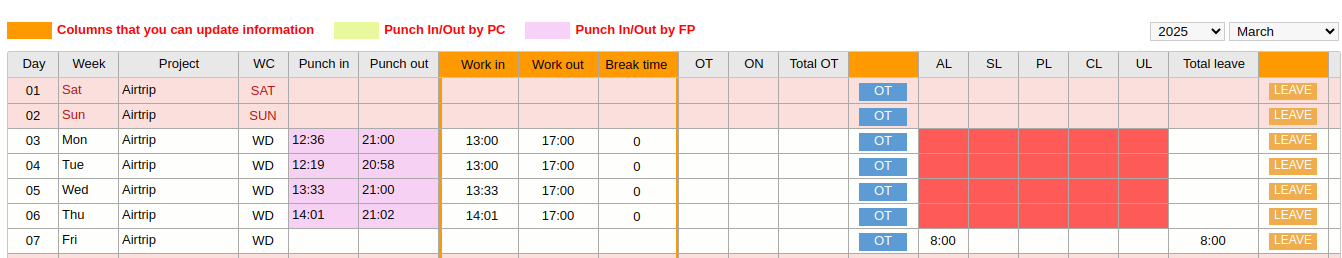 Columns that you can update information Punch In/Out by PC Punch In/Out by FP 2025 March
Day Week Project WC Punch in Punch out Work in Work out Break time OT ON Total OT AL SL PL CL UL Total leave
01 Sat Airtrip SAT OT LEAVE
02 Sun Airtrip SUN OT LEAVE
03 Mon Airtrip WD 12:36 21:00 13:00 17:00 0 OT LEAVE
04 Tue Airtrip WD 12:19 20:58 13:00 17:00 0 OT LEAVE
05 Wed Airtrip WD 13:33 21:00 13:33 17:00 0 OT LEAVE
06 Thu Airtrip WD 14:01 21:02 14:01 17:00 0 OT LEAVE
07 Fri Airtrip WD OT 8:00 8:00 LEAVE